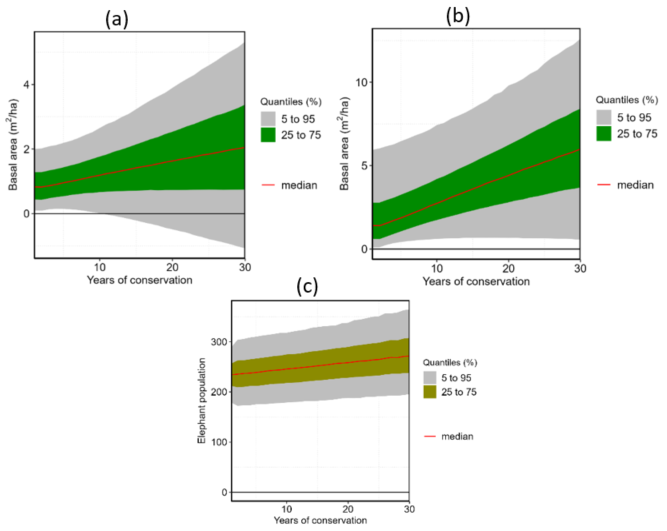 (a)
Basal area (m²/ha)
4
2
0
10
20
30
Years of conservation
Quantiles (%)
5 to 95
25 to 75
median
(b)
Basal area (m²/ha)
10
5
0
10
20
30
Years of conservation
Quantiles (%)
5 to 95
25 to 75
median
(c)
Elephant population
300
200
100
0
10
20
30
Years of conservation
Quantiles (%)
5 to 95
25 to 75
median